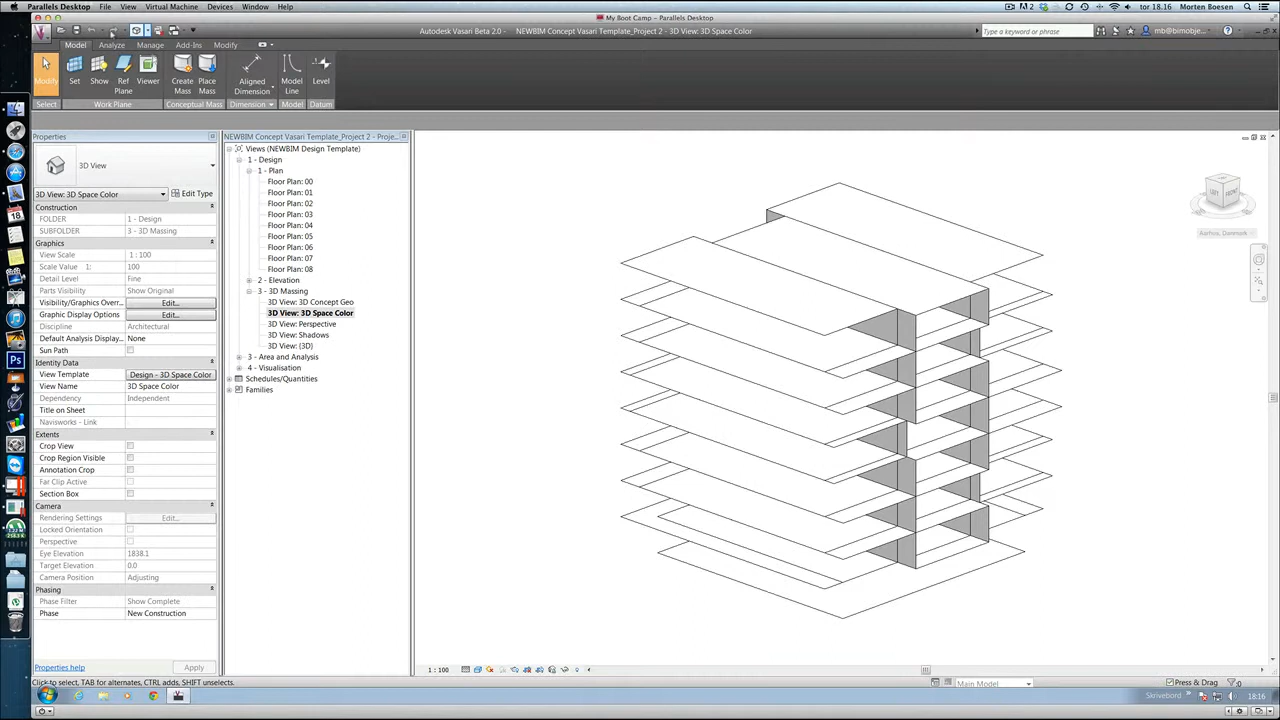 Parallels Desktop File Edit View Virtual Machine Devices Window Help
2 tor 18.16 Morten Boesen
My Boot Camp - Parallels Desktop
Autodesk Vasari Beta 2.0 - NEWBIM Concept Vasari Template_Project 2 - 3D View: 3D Space Color
Type a keyword or phrase
mb@bimobje...
Model Analyze Manage Add-Ins Modify
Modify Set Show Ref Plane Viewer Create Mass Place Mass Aligned Dimension Model Line Level
Select Work Plane Conceptual Mass Dimension Model Datum
Properties
3D View
3D View: 3D Space Color
Edit Type
Construction
FOLDER 1 - Design
SUBFOLDER 3 - 3D Massing
Graphics
View Scale 1 : 100
Scale Value 1: 100
Detail Level Fine
Parts Visibility Show Original
Visibility/Graphics Overr... Edit...
Graphic Display Options Edit...
Discipline Architectural
Default Analysis Display... None
Sun Path
Identity Data
View Template Design - 3D Space Color
View Name 3D Space Color
Dependency Independent
Title on Sheet
Navisworks - Link
Extents
Crop View
Crop Region Visible
Annotation Crop
Far Clip Active
Section Box
Camera
Rendering Settings Edit...
Locked Orientation
Perspective
Eye Elevation 1838.1
Target Elevation 0.0
Camera Position Adjusting
Phasing
Phase Filter Show Complete
Phase New Construction
Properties help
Apply
NEWBIM Concept Vasari Template_Project 2 - Proje...
Views (NEWBIM Design Template)
1 - Design
1 - Plan
Floor Plan: 00
Floor Plan: 01
Floor Plan: 02
Floor Plan: 03
Floor Plan: 04
Floor Plan: 05
Floor Plan: 06
Floor Plan: 07
Floor Plan: 08
2 - Elevation
3 - 3D Massing
3D View: 3D Concept Geo
3D View: 3D Space Color
3D View: Perspective
3D View: Shadows
3D View: {3D}
3 - Area and Analysis
4 - Visualisation
Schedules/Quantities
Families
LEFT FRONT
Aarhus, Danmark
1 : 100
Click to select, TAB for alternates, CTRL adds, SHIFT unselects.
Main Model
Press & Drag
:0
Skrivebord
18:16